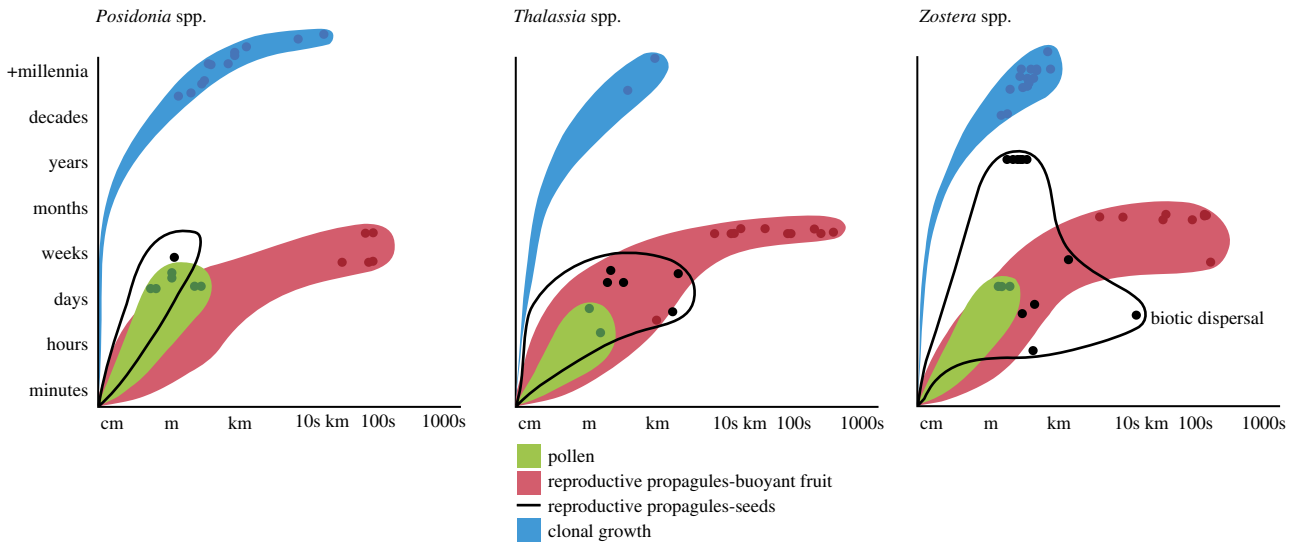 Posidonia spp.
Thalassia spp.
Zostera spp.
+millennia
decades
years
months
weeks
days
hours
minutes
biotic dispersal
cm m km 10s km 100s 1000s
cm m km 10s km 100s 1000s
cm m km 10s km 100s 1000s
pollen
reproductive propagules-buoyant fruit
reproductive propagules-seeds
clonal growth